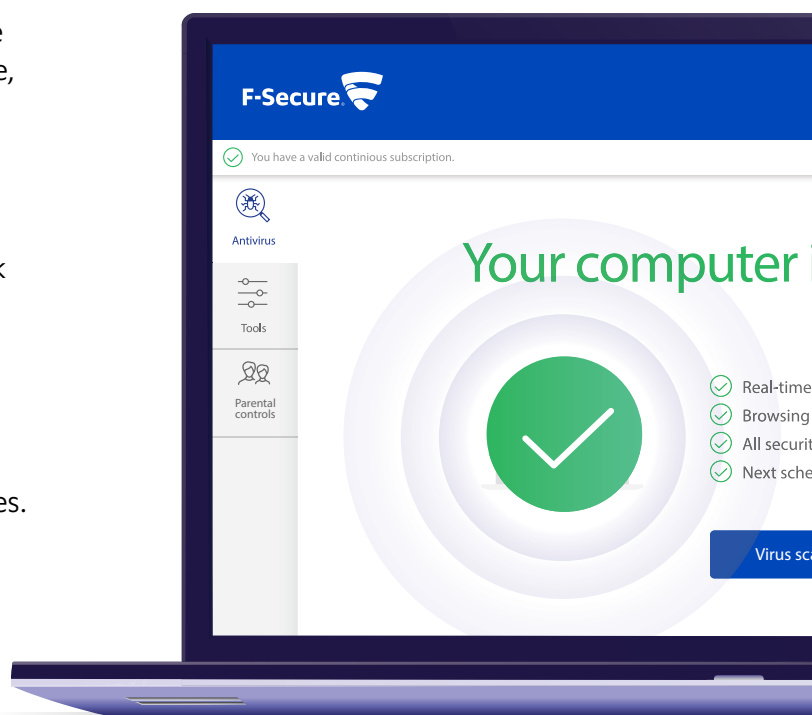 e,
es.
F-Secure
You have a valid continious subscription.
Antivirus
Tools
Parental
controls
Your computer
Real-time
Browsing
All securit
Next sche
Virus sca